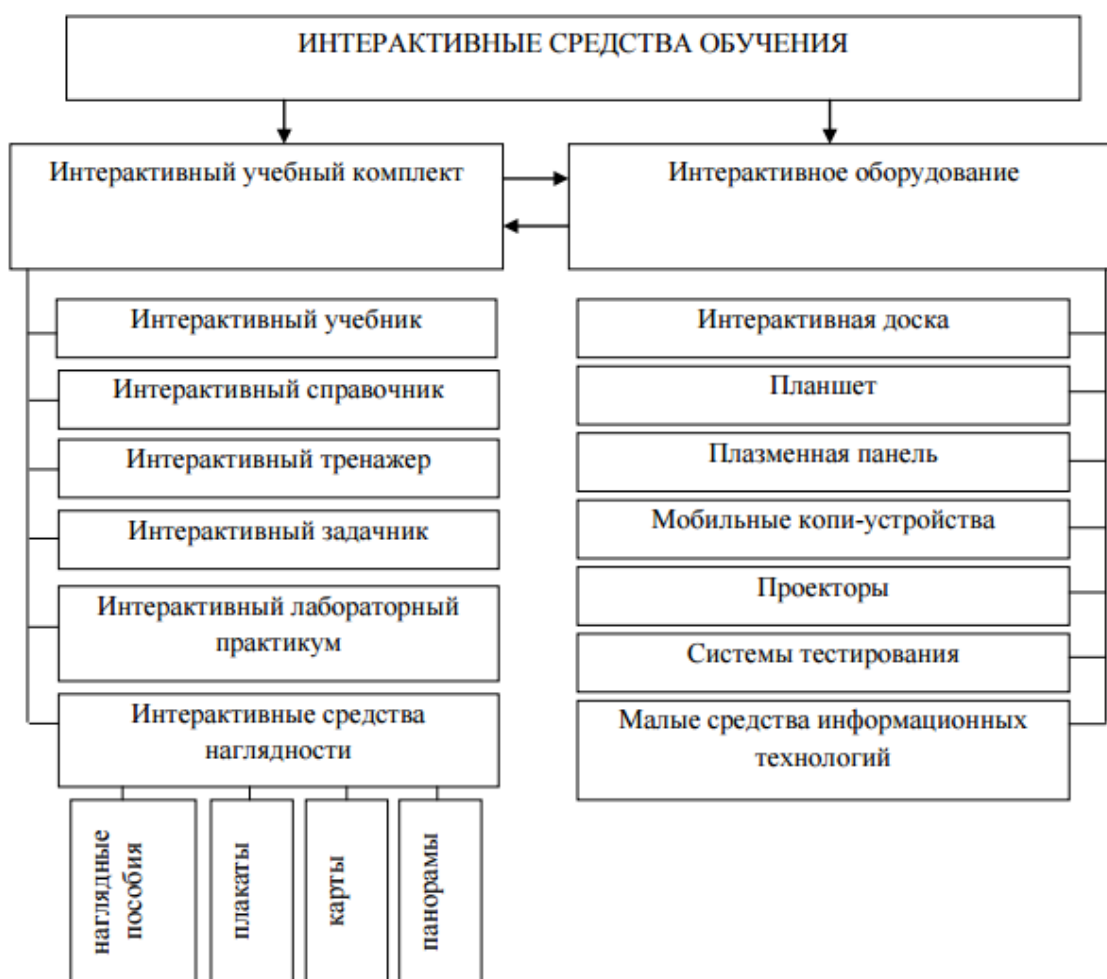 ИНТЕРАКТИВНЫЕ СРЕДСТВА ОБУЧЕНИЯ
Интерактивный учебный комплект
Интерактивное оборудование
Интерактивный учебник
Интерактивный справочник
Интерактивный тренажер
Интерактивный задачник
Интерактивный лабораторный
практикум
Интерактивные средства
наглядности
наглядные
пособия
плакаты
карты
панорамы
Интерактивная доска
Планшет
Плазменная панель
Мобильные копи-устройства
Проекторы
Системы тестирования
Малые средства информационных
технологий